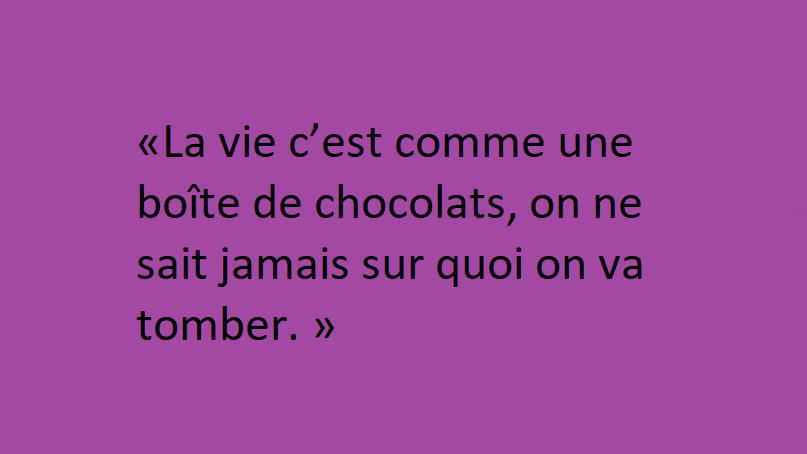 «La vie c’est comme une
boîte de chocolats, on ne
sait jamais sur quoi on va
tomber. »